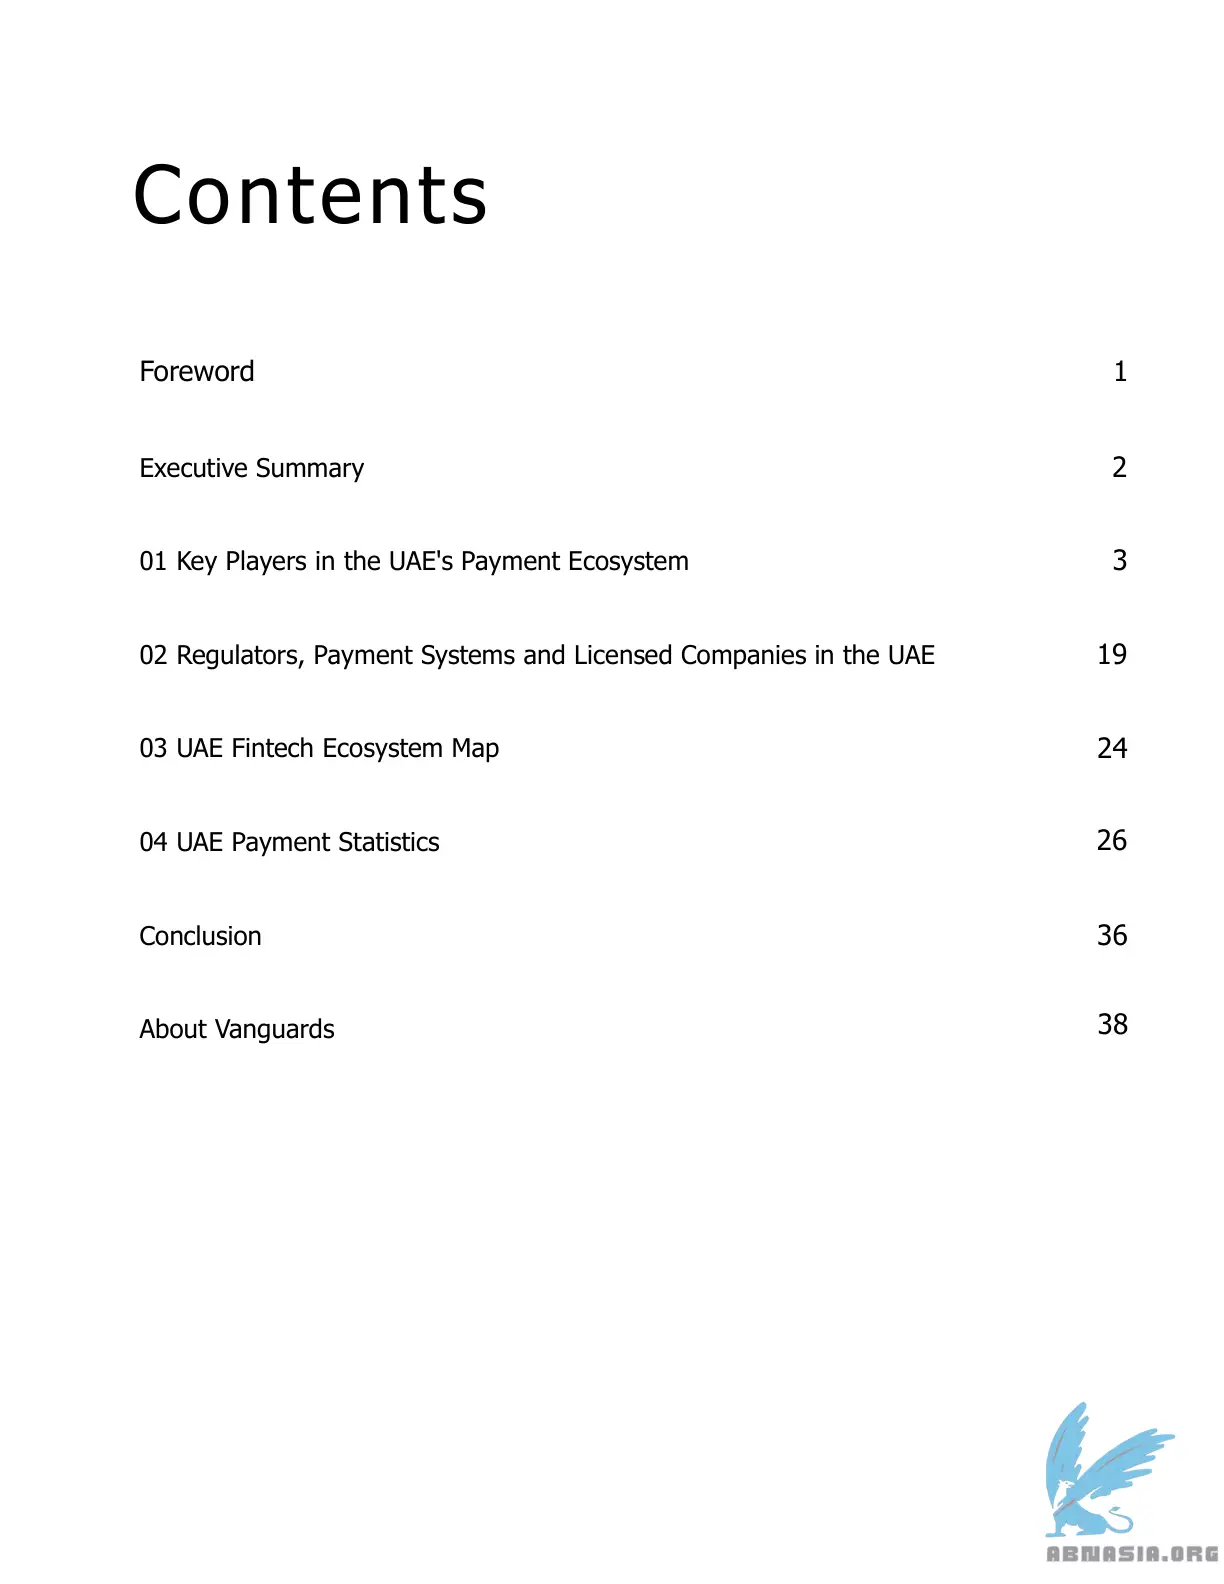 Contents
Foreword 1
Executive Summary 2
01 Key Players in the UAE's Payment Ecosystem 3
02 Regulators, Payment Systems and Licensed Companies in the UAE 19
03 UAE Fintech Ecosystem Map 24
04 UAE Payment Statistics 26
Conclusion 36
About Vanguards 38
ABNASIA.ORG